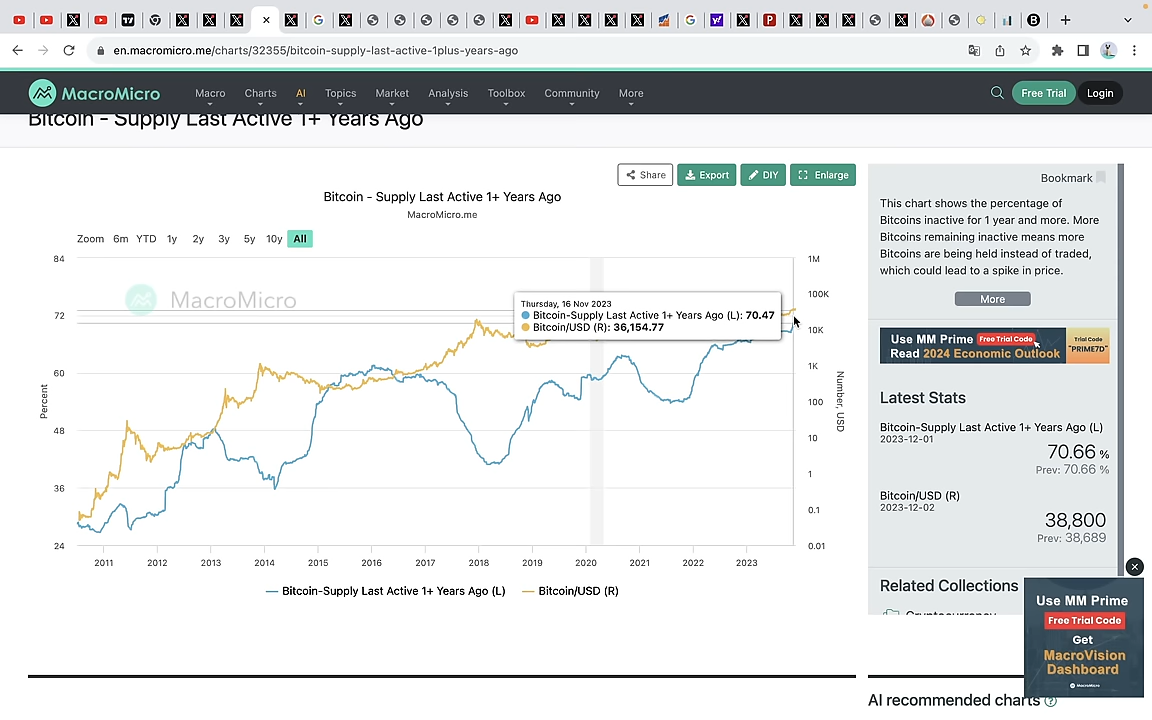 en.macromicro.me/charts/32355/bitcoin-supply-last-active-1plus-years-ago
MacroMicro
Macro Charts AI Topics Market Analysis Toolbox Community More
Free Trial Login
Bitcoin - Supply Last Active 1+ Years Ago
Share Export DIY Enlarge
Bitcoin - Supply Last Active 1+ Years Ago
MacroMicro.me
Zoom 6m YTD 1y 2y 3y 5y 10y All
84
72
60
48
36
24
Percent
MacroMicro
Thursday, 16 Nov 2023
Bitcoin-Supply Last Active 1+ Years Ago (L): 70.47
Bitcoin/USD (R): 36,154.77
1M
100K
10K
1K
100
10
1
0.1
0.01
Number, USD
2011 2012 2013 2014 2015 2016 2017 2018 2019 2020 2021 2022 2023
Bitcoin-Supply Last Active 1+ Years Ago (L) Bitcoin/USD (R)
Bookmark
This chart shows the percentage of
Bitcoins inactive for 1 year and more. More
Bitcoins remaining inactive means more
Bitcoins are being held instead of traded,
which could lead to a spike in price.
More
Use MM Prime Free Trial Code
Read 2024 Economic Outlook
Trial Code
"PRIME7D"
Latest Stats
Bitcoin-Supply Last Active 1+ Years Ago (L)
2023-12-01
70.66 %
Prev: 70.66 %
Bitcoin/USD (R)
2023-12-02
38,800
Prev: 38,689
Related Collections
Cryptocurrency
Use MM Prime
Free Trial Code
Get
MacroVision
Dashboard
MacroMicro
AI recommended charts